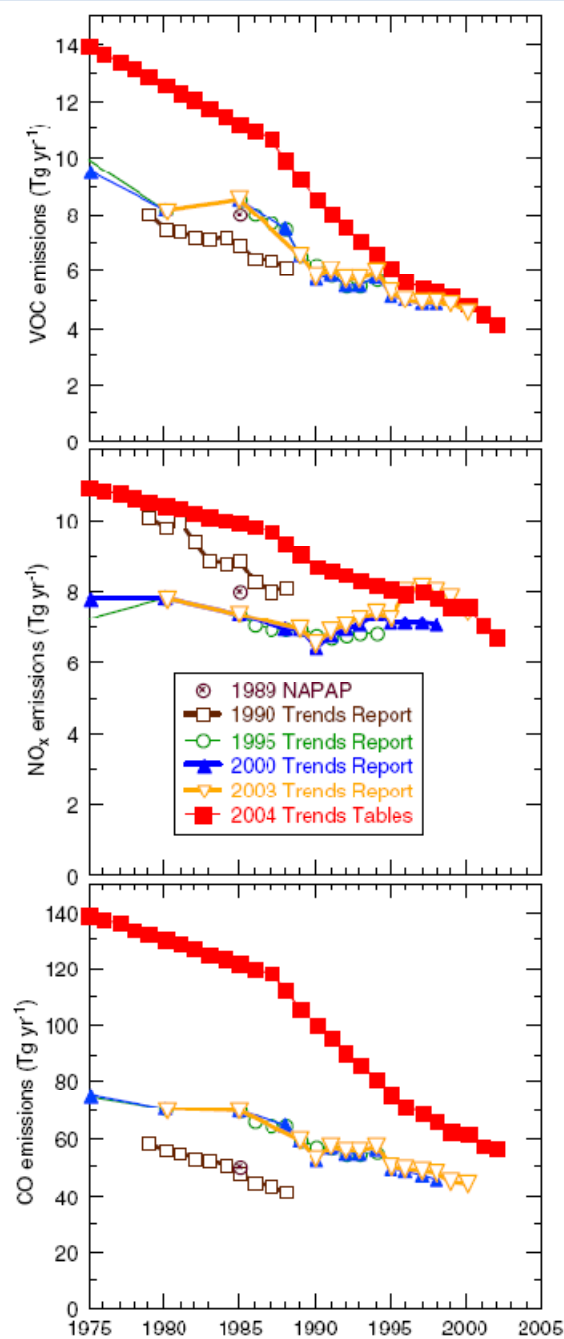 14
12
10
8
6
4
2
0
VOC emissions (Tg yr⁻¹)
10
8
6
4
2
0
NOₓ emissions (Tg yr⁻¹)
1989 NAPAP
1990 Trends Report
1995 Trends Report
2000 Trends Report
2003 Trends Report
2004 Trends Tables
140
120
100
80
60
40
20
0
CO emissions (Tg yr⁻¹)
1975 1980 1985 1990 1995 2000 2005